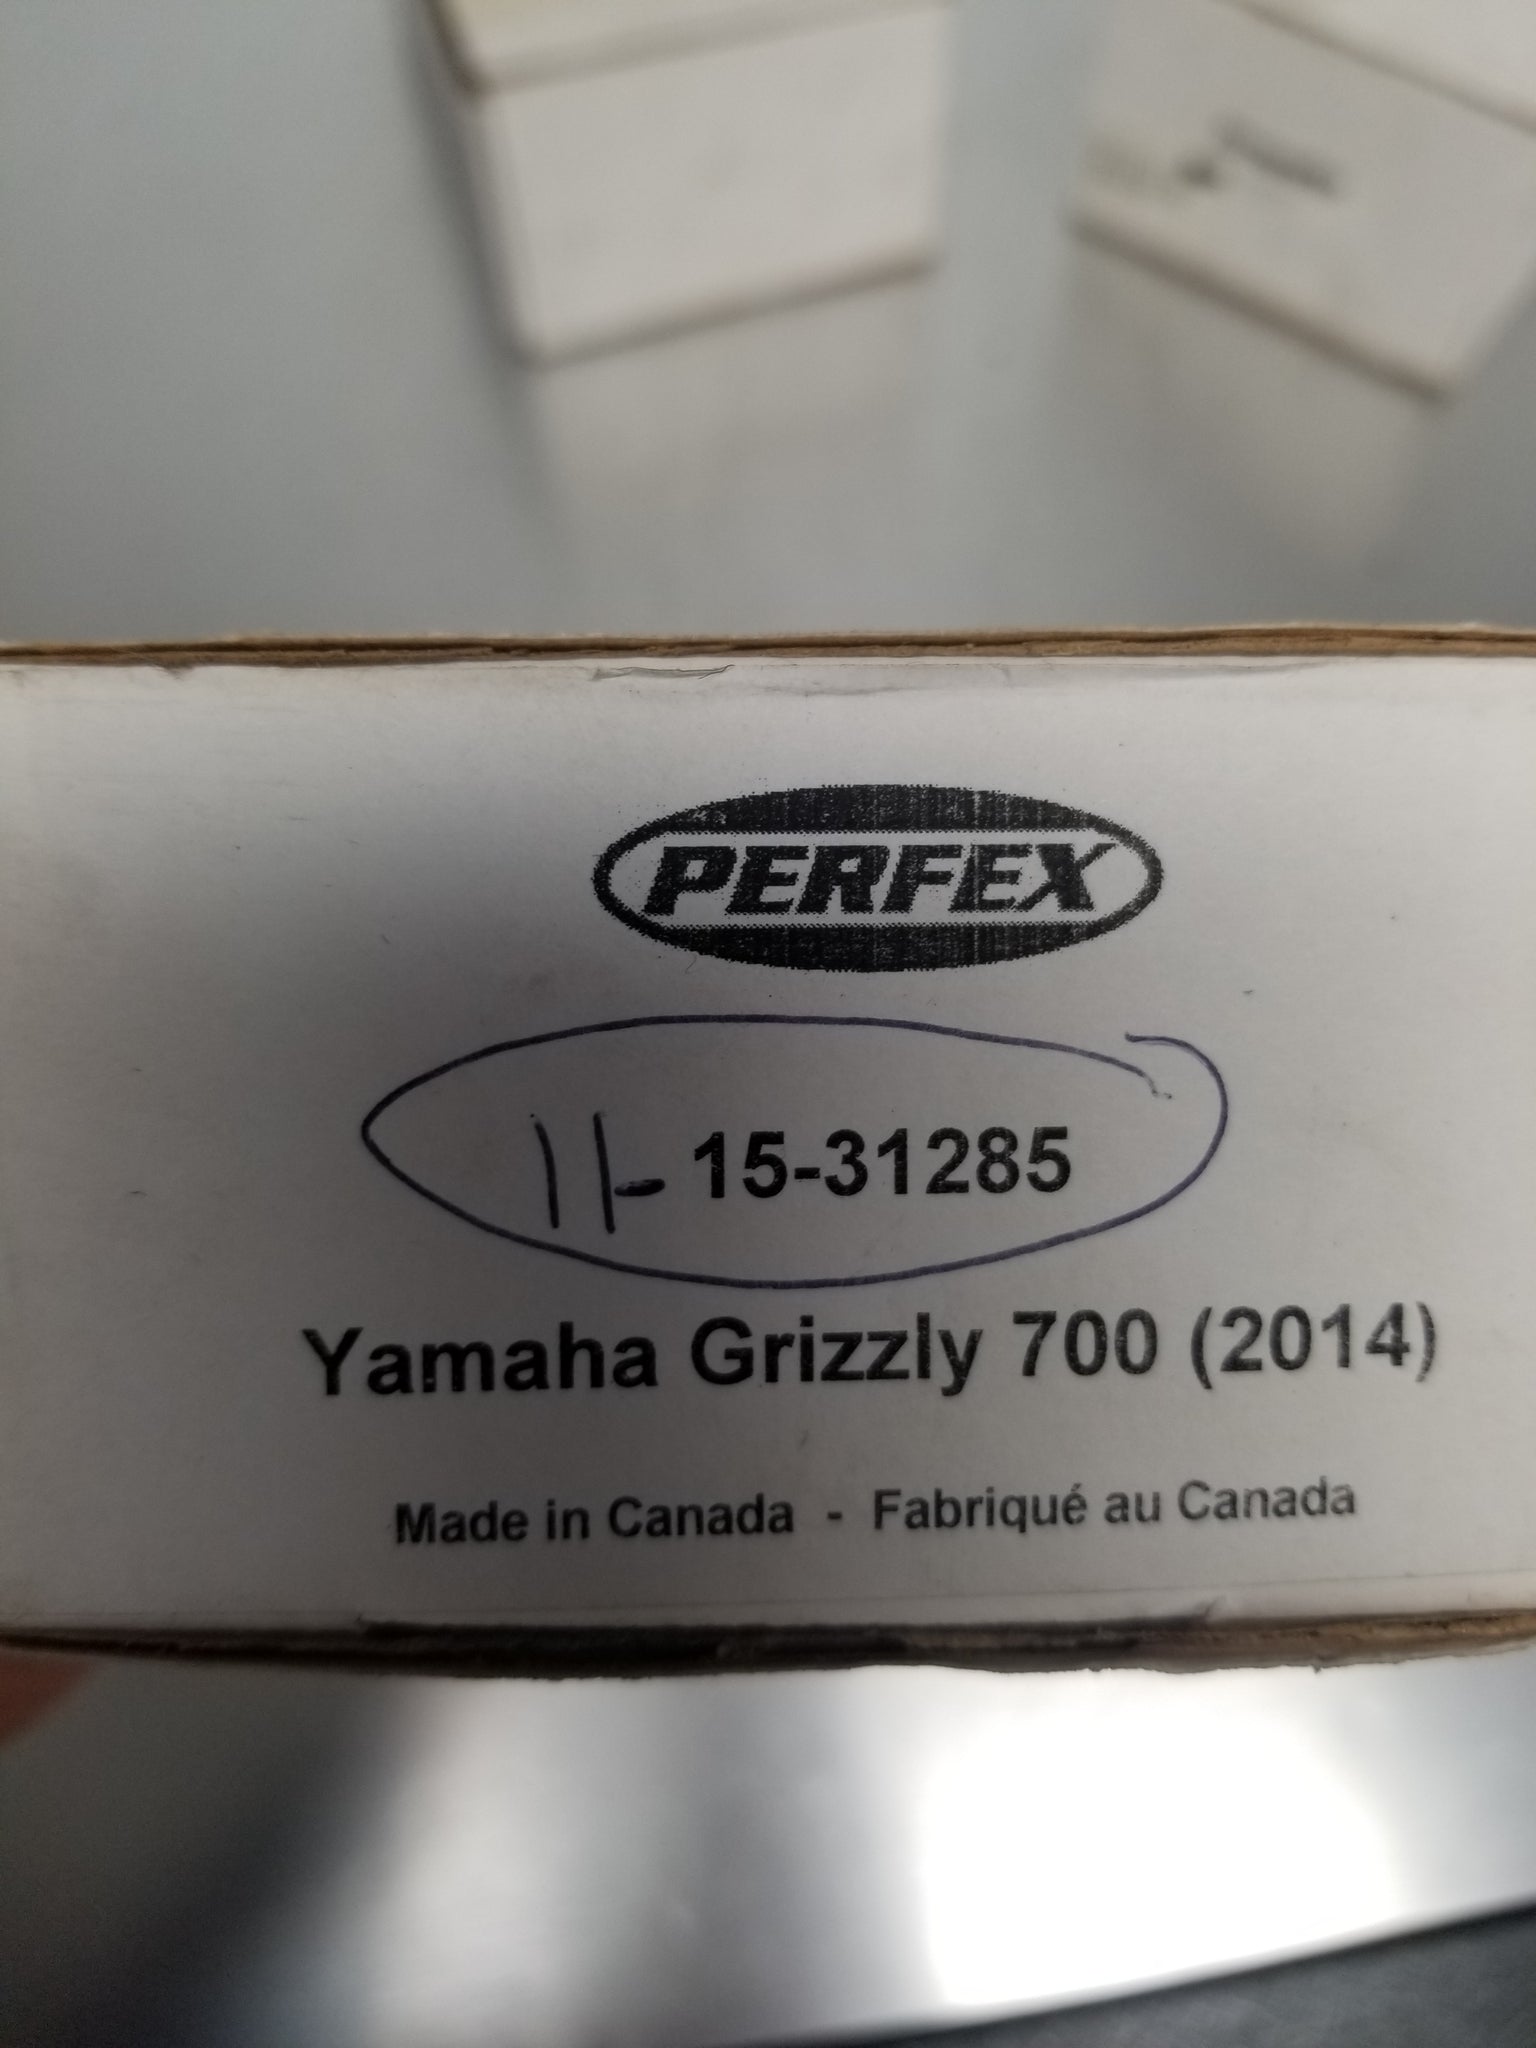 PERFEX
11-15-31285
Yamaha Grizzly 700 (2014)
Made in Canada - Fabriqué au Canada